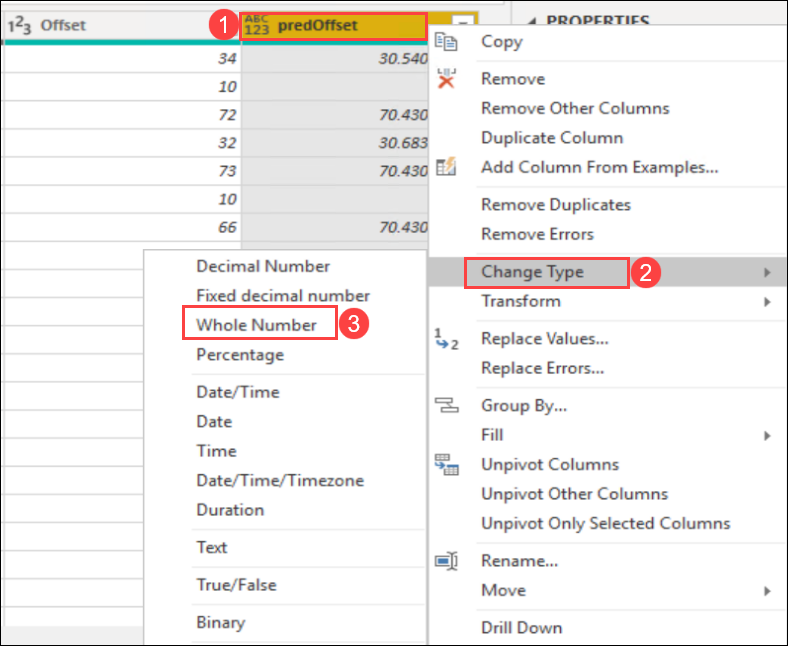 1²3 Offset
1
ABC 123 predOffset
PROPERTIES
34 30.540
10
72 70.430
32 30.683
73 70.430
10
66 70.430
Copy
Remove
Remove Other Columns
Duplicate Column
Add Column From Examples...
Remove Duplicates
Remove Errors
Change Type 2
Transform
1 2 Replace Values...
Replace Errors...
Group By...
Fill
Unpivot Columns
Unpivot Other Columns
Unpivot Only Selected Columns
Rename...
Move
Drill Down
Decimal Number
Fixed decimal number
Whole Number 3
Percentage
Date/Time
Date
Time
Date/Time/Timezone
Duration
Text
True/False
Binary